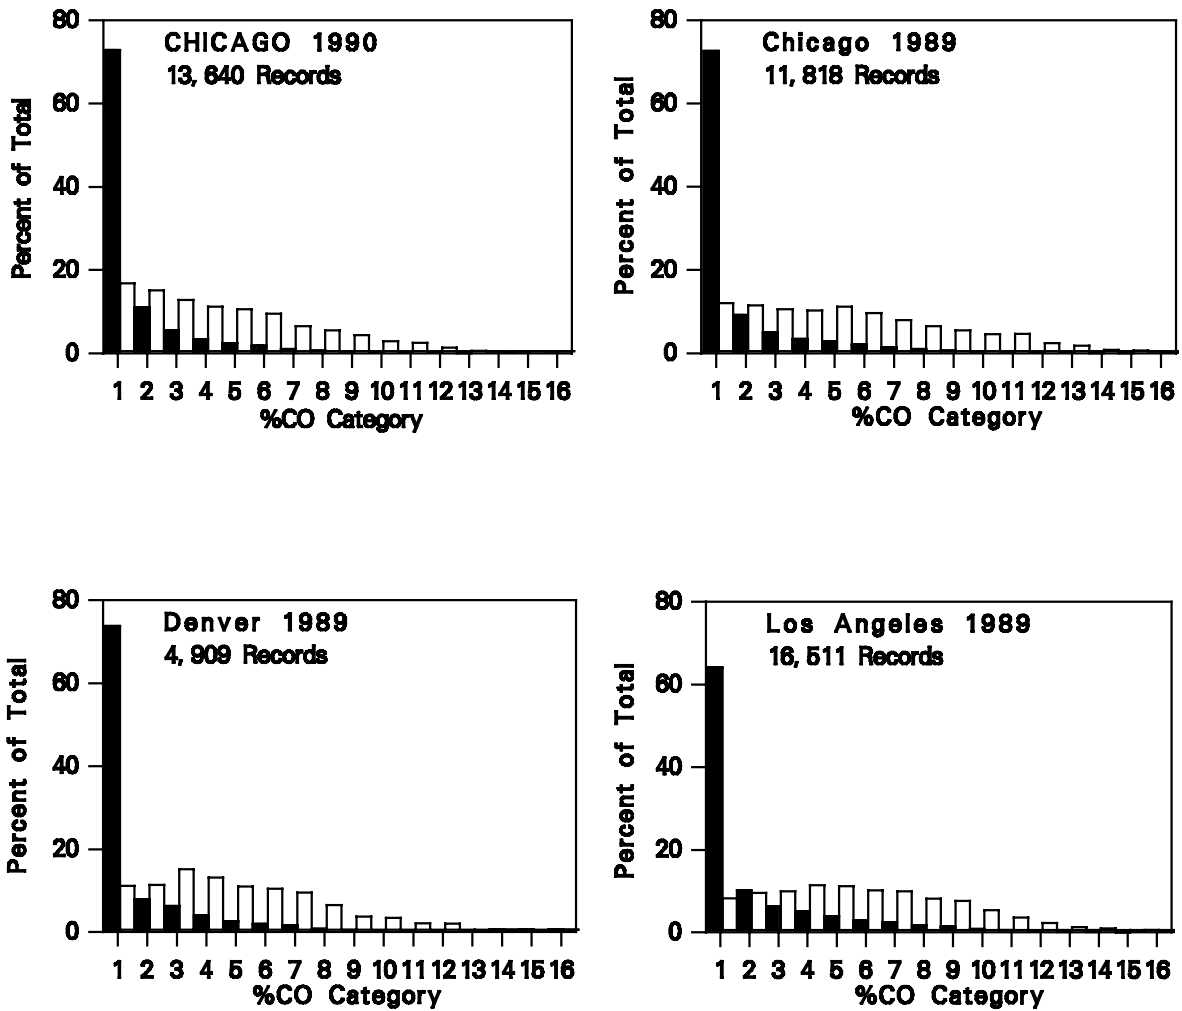 CHICAGO 1990
13, 640 Records
Percent of Total
80
60
40
20
0
1 2 3 4 5 6 7 8 9 10 11 12 13 14 15 16
%CO Category
Chicago 1989
11, 818 Records
Percent of Total
80
60
40
20
0
1 2 3 4 5 6 7 8 9 10 11 12 13 14 15 16
%CO Category
Denver 1989
4, 909 Records
Percent of Total
80
60
40
20
0
1 2 3 4 5 6 7 8 9 10 11 12 13 14 15 16
%CO Category
Los Angeles 1989
16, 511 Records
Percent of Total
80
60
40
20
0
1 2 3 4 5 6 7 8 9 10 11 12 13 14 15 16
%CO Category